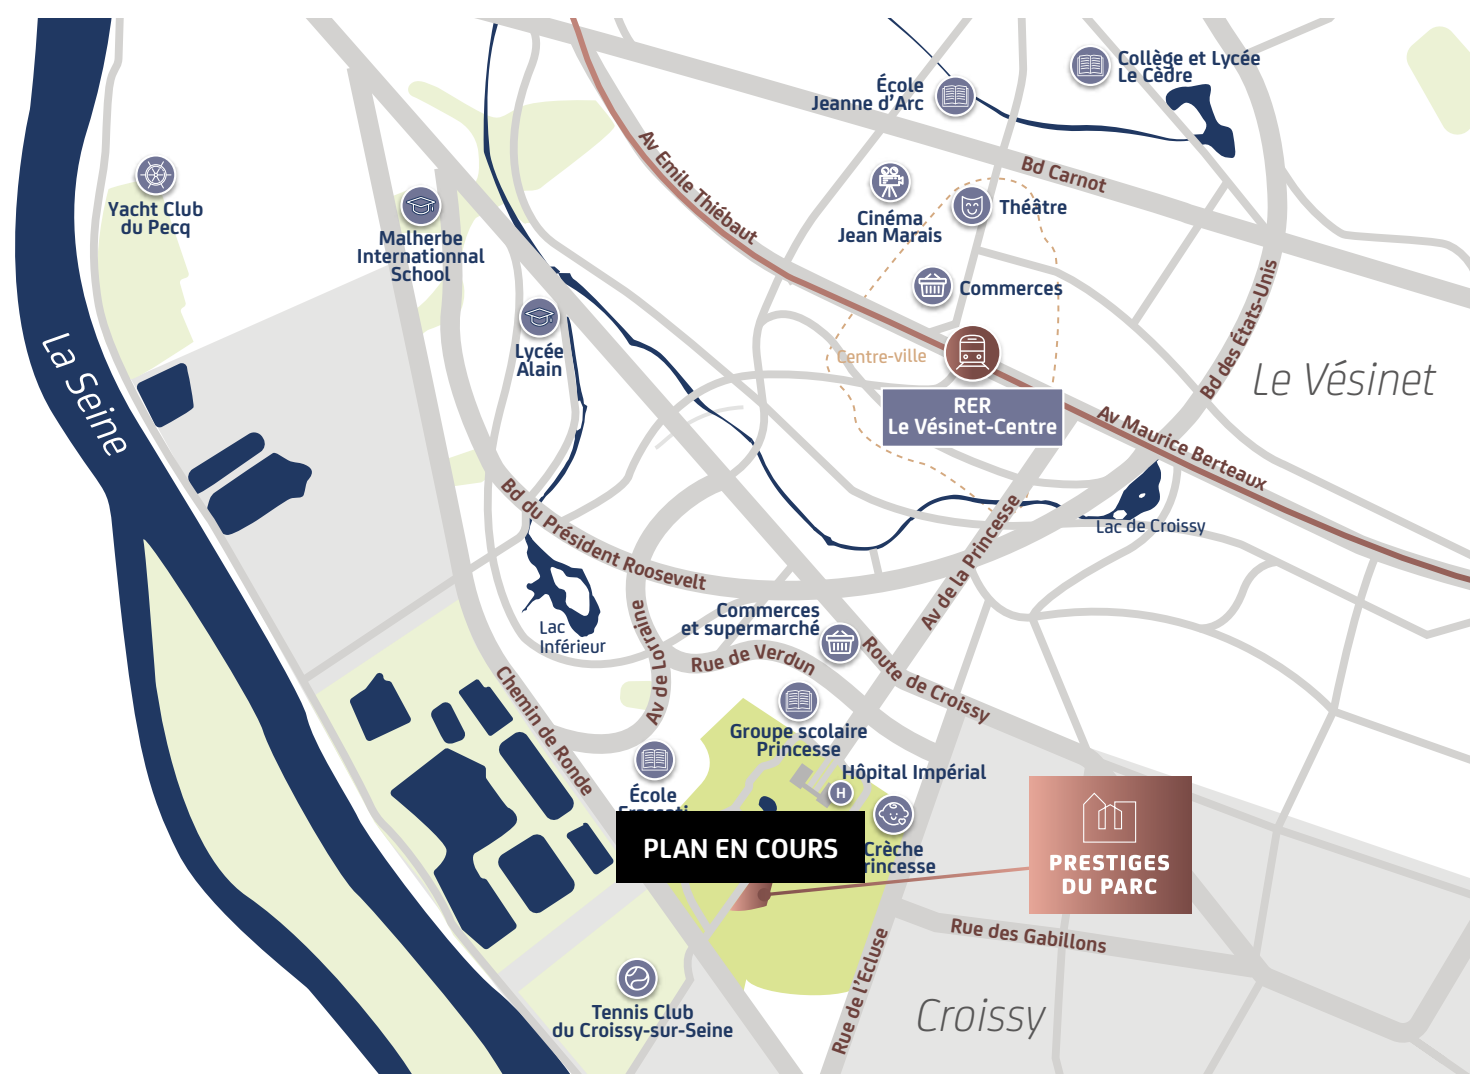 Collège et Lycée
Le Cèdre
École
Jeanne d'Arc
Av Emile Thiébaut
Bd Carnot
Yacht Club
du Pecq
Malherbe
Internationnal
School
Cinéma
Jean Marais
Théâtre
Commerces
Bd des États-Unis
La Seine
Lycée
Alain
Centre-ville
Le Vésinet
RER
Le Vésinet-Centre
Av Maurice Berteaux
Bd du Président Roosevelt
Av de la Princesse
Lac de Croissy
Lac
Inférieur
Commerces
et supermarché
Av de Lorraine
Rue de Verdun
Route de Croissy
Chemin de Ronde
Groupe scolaire
Princesse
Hôpital Impérial
H
École
PLAN EN COURS
Crèche
PRESTIGES
DU PARC
Rue des Gabillons
Rue de l'Ecluse
Croissy
Tennis Club
du Croissy-sur-Seine